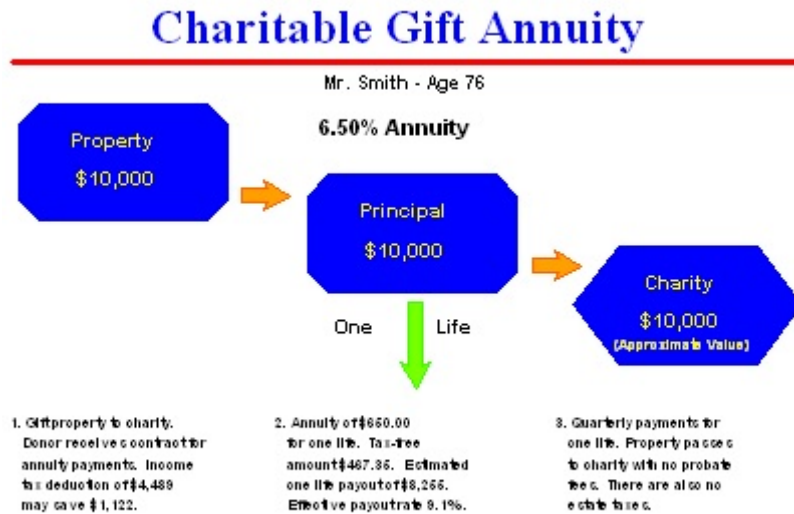 Charitable Gift Annuity
Mr. Smith - Age 76
6.50% Annuity
Property
$10,000
Principal
$10,000
Charity
$10,000
(Approximate Value)
One Life
1. Gift property to charity.
Donor receives contract for
annuity payments. Income
tax deduction of $4,489
may save $1,122.
2. Annuity of $650.00
for one life. Tax-free
amount $467.35. Estimated
one life payout of $8,255.
Effective payout rate 9.1%.
3. Quarterly payments for
one life. Property passes
to charity with no probate
fees. There are also no
estate taxes.